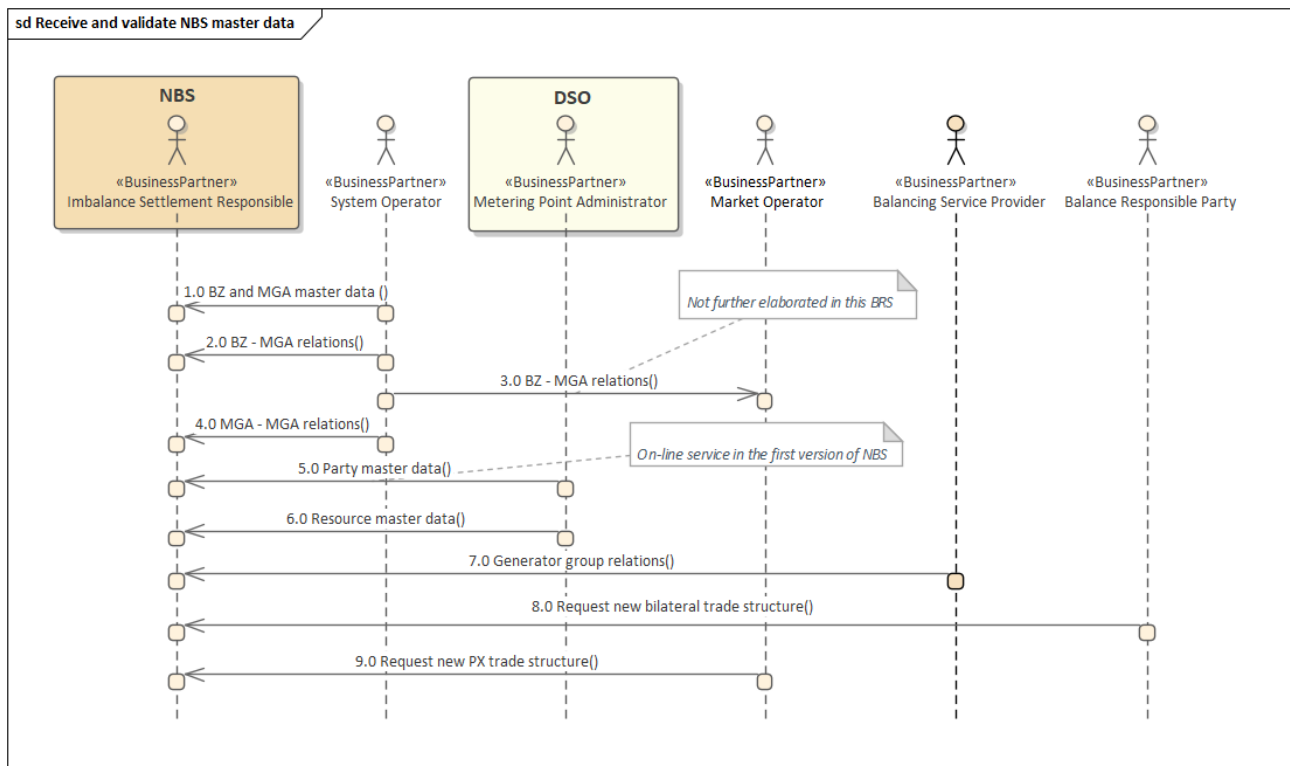 sd Receive and validate NBS master data
NBS
DSO
«BusinessPartner»
Imbalance Settlement Responsible
«BusinessPartner»
System Operator
«BusinessPartner»
Metering Point Administrator
«BusinessPartner»
Market Operator
«BusinessPartner»
Balancing Service Provider
«BusinessPartner»
Balance Responsible Party
1.0 BZ and MGA master data ()
Not further elaborated in this BRS
2.0 BZ - MGA relations()
3.0 BZ - MGA relations()
4.0 MGA - MGA relations()
On-line service in the first version of NBS
5.0 Party master data()
6.0 Resource master data()
7.0 Generator group relations()
8.0 Request new bilateral trade structure()
9.0 Request new PX trade structure()